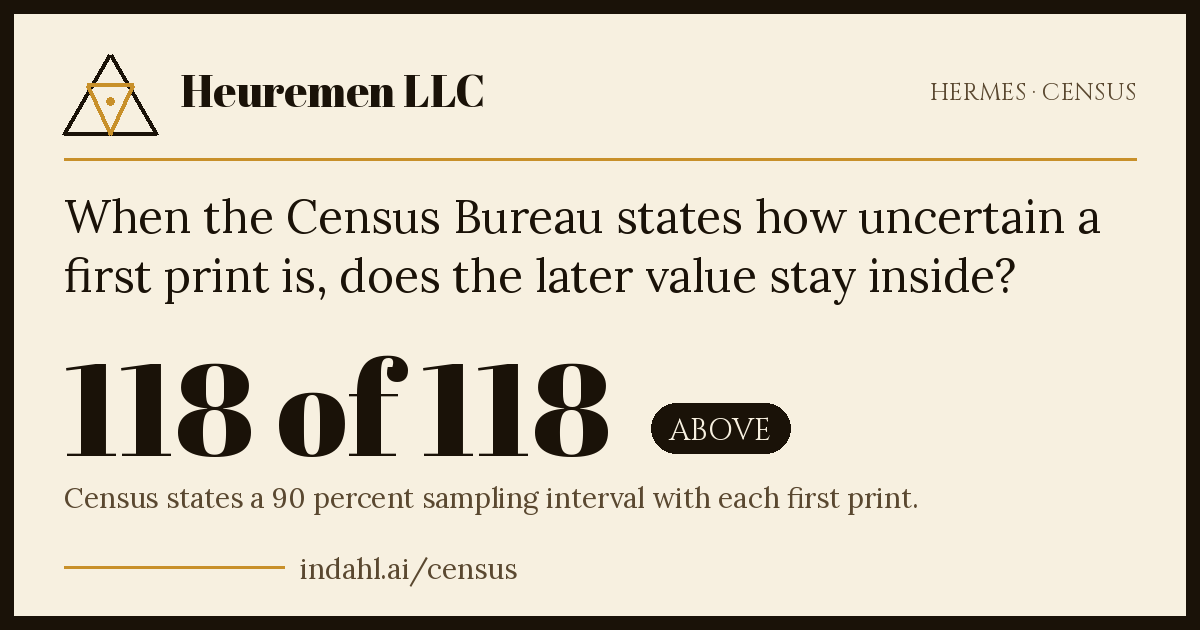 Heuremen LLC
HERMES · CENSUS
When the Census Bureau states how uncertain a
first print is, does the later value stay inside?
118 of 118
ABOVE
Census states a 90 percent sampling interval with each first print.
indahl.ai/census